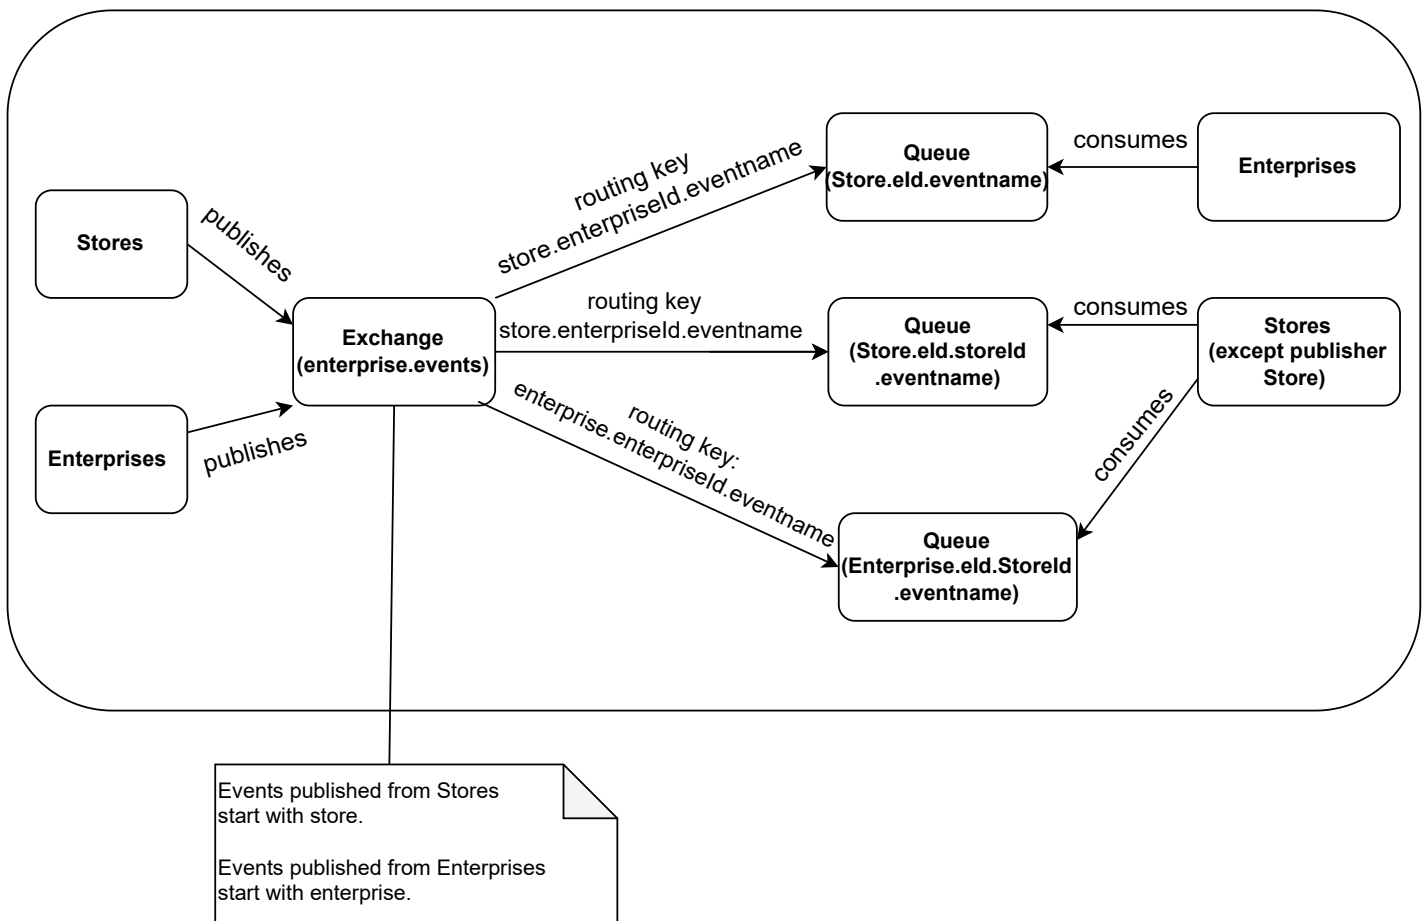 Stores
publishes
Enterprises
publishes
Exchange
(enterprise.events)
routing key
store.enterpriseId.eventname
routing key
store.enterpriseId.eventname
routing key:
enterprise.enterpriseId.eventname
Queue
(Store.eId.eventname)
consumes
Enterprises
Queue
(Store.eId.storeId
.eventname)
consumes
Stores
(except publisher
Store)
consumes
Queue
(Enterprise.eId.StoreId
.eventname)
Events published from Stores
start with store.
Events published from Enterprises
start with enterprise.